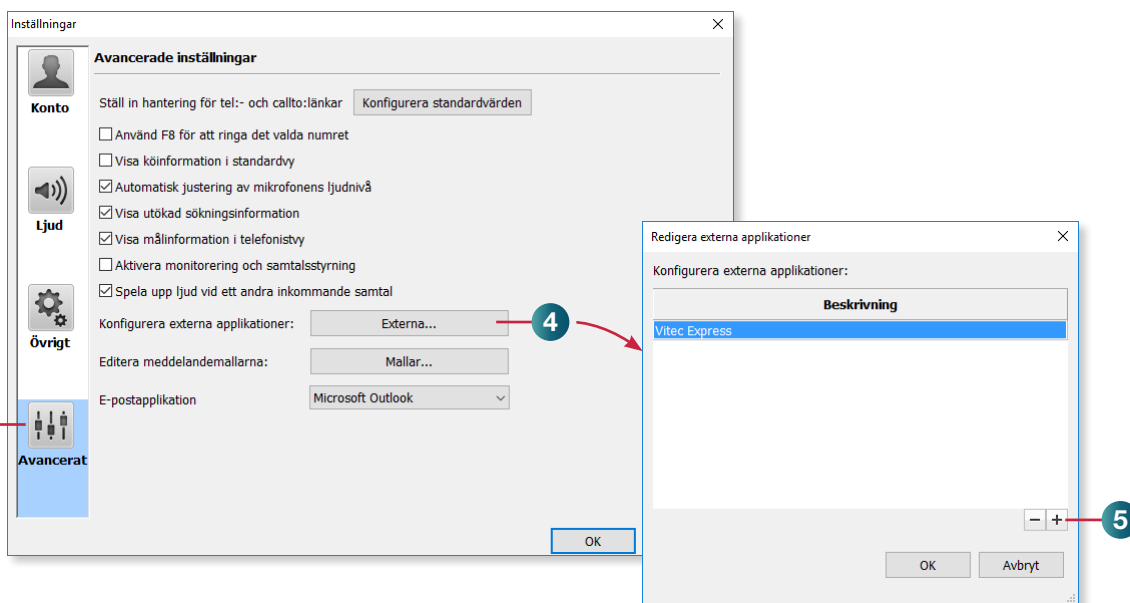 Inställningar
Konto
Ljud
Övrigt
Avancerat
Avancerade inställningar
Ställ in hantering för tel:- och callto:länkar Konfigurera standardvärden
Använd F8 för att ringa det valda numret
Visa köinformation i standardvy
Automatisk justering av mikrofonens ljudnivå
Visa utökad sökningsinformation
Visa målinformation i telefonistvy
Aktivera monitorering och samtalsstyrning
Spela upp ljud vid ett andra inkommande samtal
Konfigurera externa applikationer: Externa... 4
Editera meddelandemallarna: Mallar...
E-postapplikation Microsoft Outlook
OK
Redigera externa applikationer
Konfigurera externa applikationer:
Beskrivning
Vitec Express
− + 5
OK Avbryt